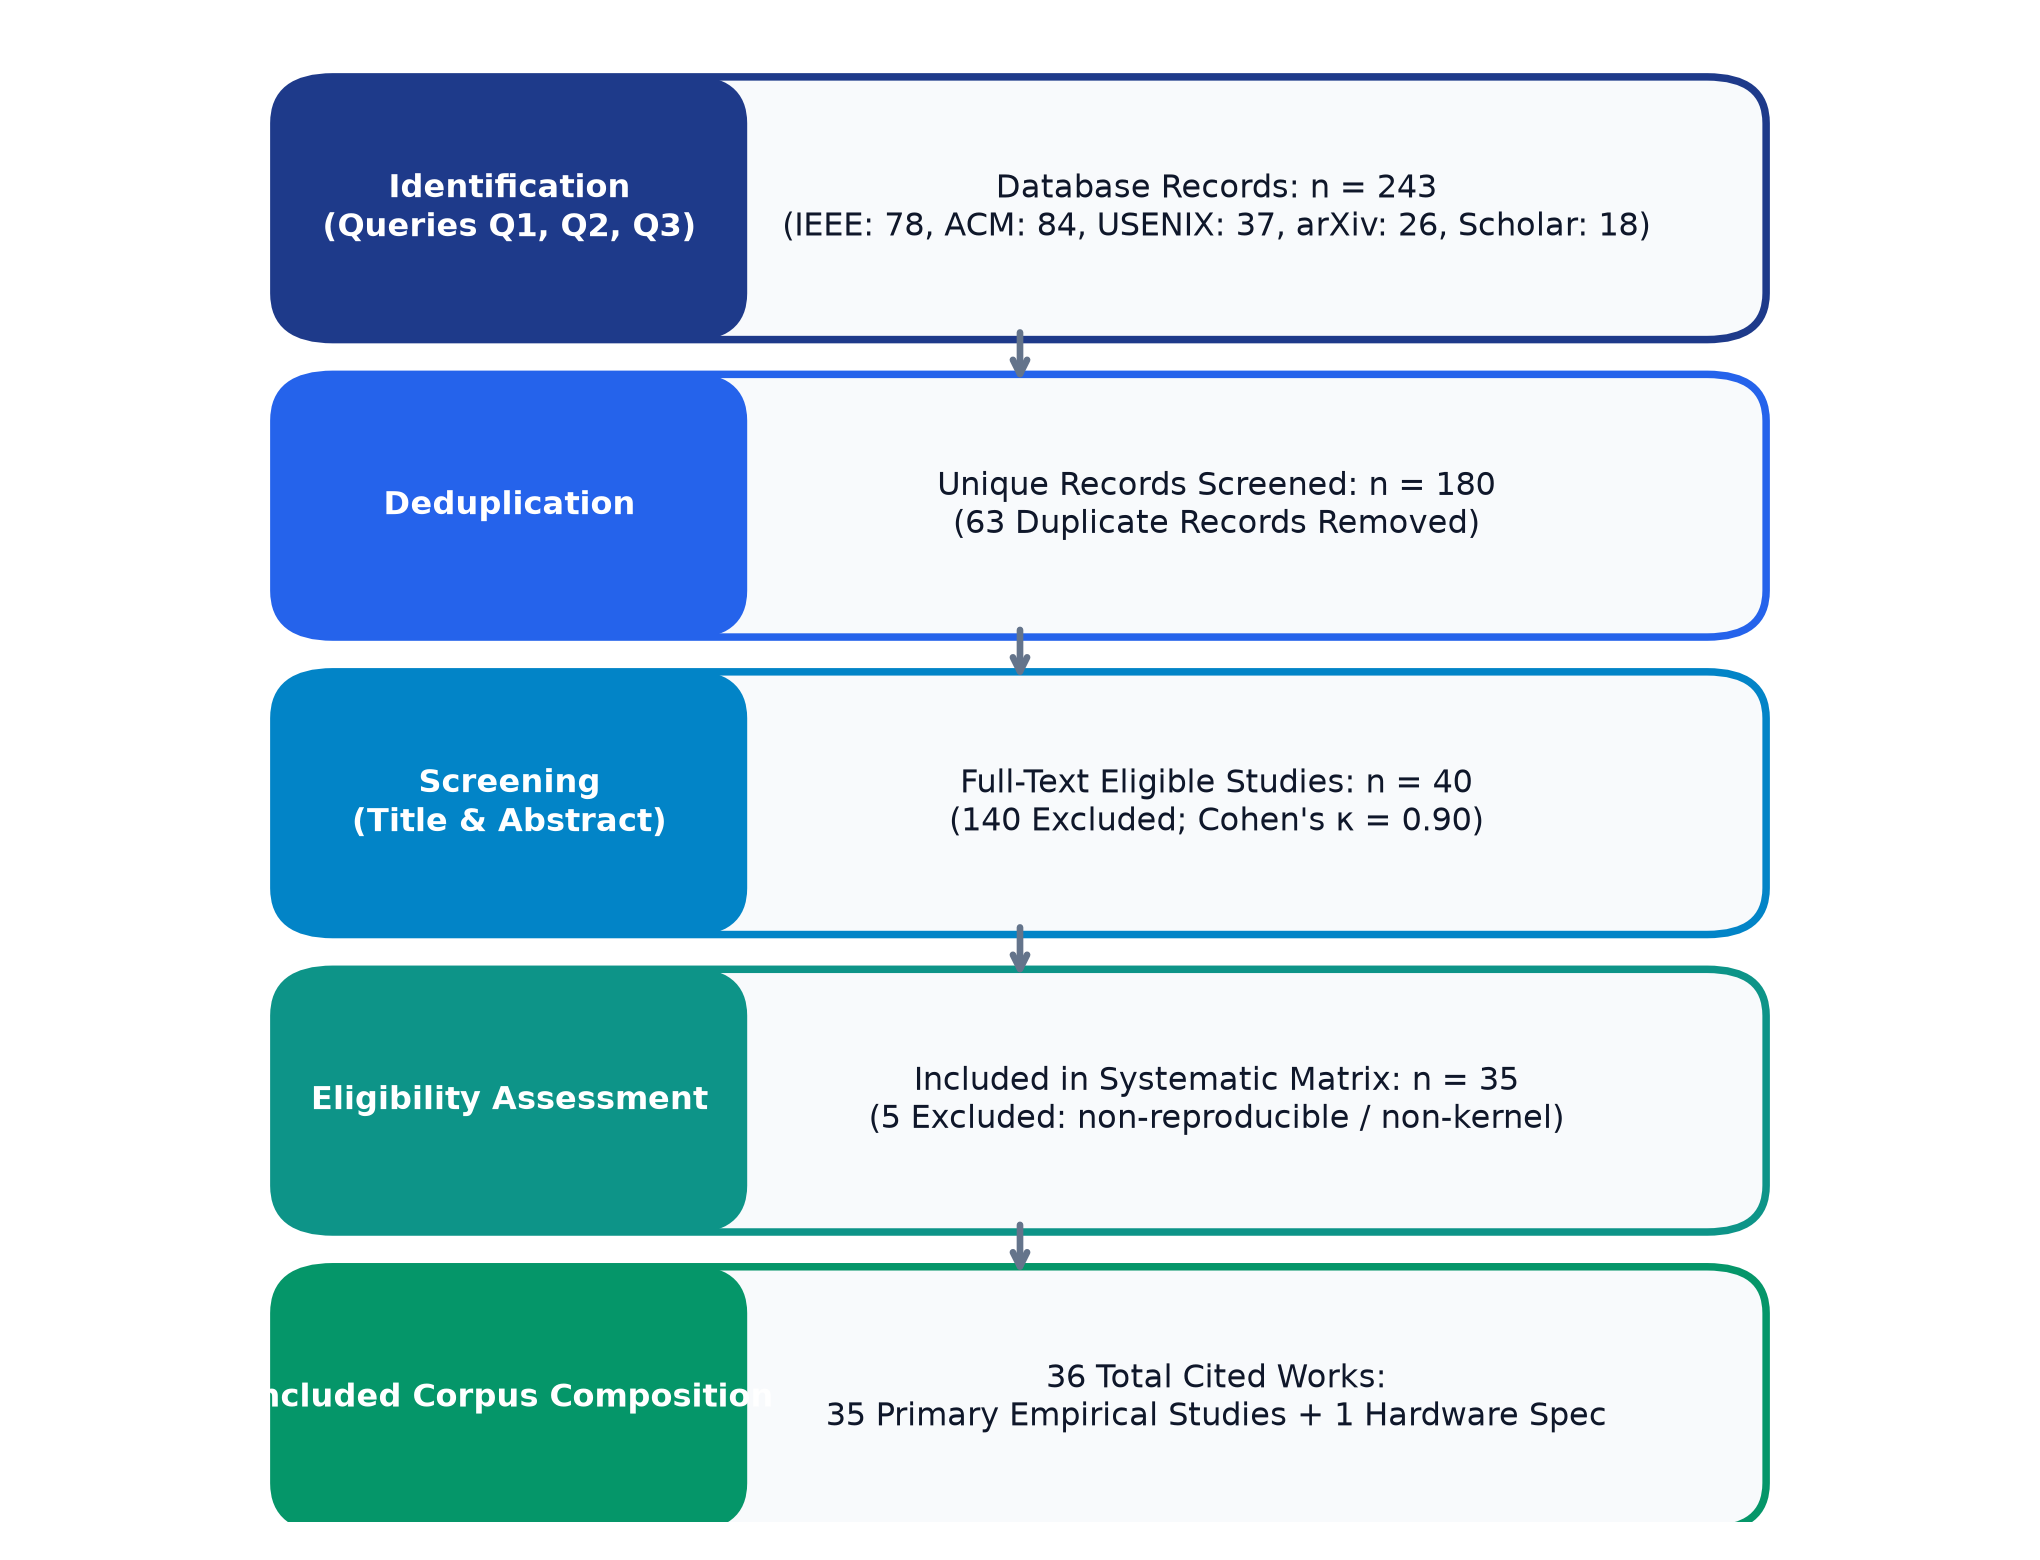 Identification
(Queries Q1, Q2, Q3)
Database Records: n = 243
(IEEE: 78, ACM: 84, USENIX: 37, arXiv: 26, Scholar: 18)
Deduplication
Unique Records Screened: n = 180
(63 Duplicate Records Removed)
Screening
(Title & Abstract)
Full-Text Eligible Studies: n = 40
(140 Excluded; Cohen's κ = 0.90)
Eligibility Assessment
Included in Systematic Matrix: n = 35
(5 Excluded: non-reproducible / non-kernel)
Included Corpus Composition
36 Total Cited Works:
35 Primary Empirical Studies + 1 Hardware Spec